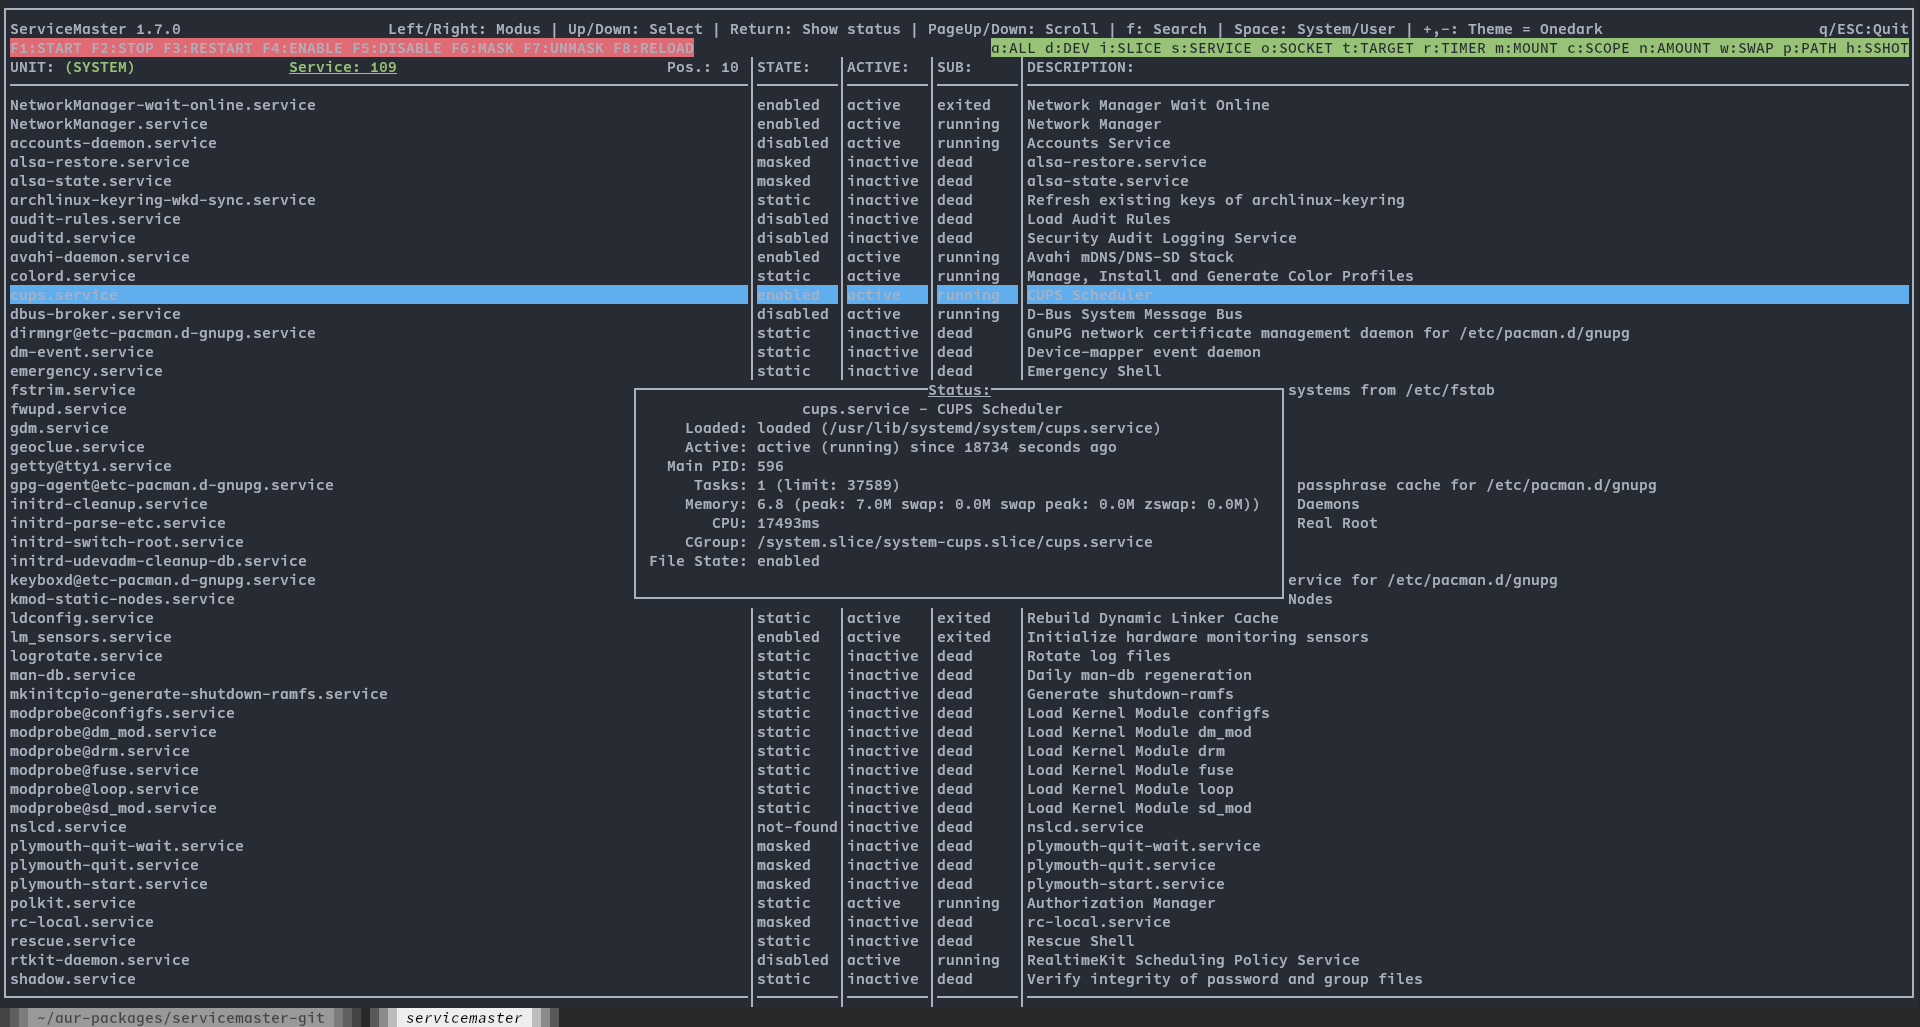 ServiceMaster 1.7.0 Left/Right: Modus | Up/Down: Select | Return: Show status | PageUp/Down: Scroll | f: Search | Space: System/User | +,-: Theme = Onedark q/ESC:Quit
F1:START F2:STOP F3:RESTART F4:ENABLE F5:DISABLE F6:MASK F7:UNMASK F8:RELOAD a:ALL d:DEV i:SLICE s:SERVICE o:SOCKET t:TARGET r:TIMER m:MOUNT c:SCOPE n:AMOUNT w:SWAP p:PATH h:SSHOT
UNIT: (SYSTEM) Service: 109 Pos.: 10 STATE: ACTIVE: SUB: DESCRIPTION:
NetworkManager-wait-online.service enabled active exited Network Manager Wait Online
NetworkManager.service enabled active running Network Manager
accounts-daemon.service disabled active running Accounts Service
alsa-restore.service masked inactive dead alsa-restore.service
alsa-state.service masked inactive dead alsa-state.service
archlinux-keyring-wkd-sync.service static inactive dead Refresh existing keys of archlinux-keyring
audit-rules.service disabled inactive dead Load Audit Rules
auditd.service disabled inactive dead Security Audit Logging Service
avahi-daemon.service enabled active running Avahi mDNS/DNS-SD Stack
colord.service static active running Manage, Install and Generate Color Profiles
cups.service enabled active running CUPS Scheduler
dbus-broker.service disabled active running D-Bus System Message Bus
dirmngr@etc-pacman.d-gnupg.service static inactive dead GnuPG network certificate management daemon for /etc/pacman.d/gnupg
dm-event.service static inactive dead Device-mapper event daemon
emergency.service static inactive dead Emergency Shell
fstrim.service Status: systems from /etc/fstab
fwupd.service cups.service - CUPS Scheduler
gdm.service Loaded: loaded (/usr/lib/systemd/system/cups.service)
geoclue.service Active: active (running) since 18734 seconds ago
getty@tty1.service Main PID: 596
gpg-agent@etc-pacman.d-gnupg.service Tasks: 1 (limit: 37589) passphrase cache for /etc/pacman.d/gnupg
initrd-cleanup.service Memory: 6.8 (peak: 7.0M swap: 0.0M swap peak: 0.0M zswap: 0.0M)) Daemons
initrd-parse-etc.service CPU: 17493ms Real Root
initrd-switch-root.service CGroup: /system.slice/system-cups.slice/cups.service
initrd-udevadm-cleanup-db.service File State: enabled
keyboxd@etc-pacman.d-gnupg.service ervice for /etc/pacman.d/gnupg
kmod-static-nodes.service Nodes
ldconfig.service static active exited Rebuild Dynamic Linker Cache
lm_sensors.service enabled active exited Initialize hardware monitoring sensors
logrotate.service static inactive dead Rotate log files
man-db.service static inactive dead Daily man-db regeneration
mkinitcpio-generate-shutdown-ramfs.service static inactive dead Generate shutdown-ramfs
modprobe@configfs.service static inactive dead Load Kernel Module configfs
modprobe@dm_mod.service static inactive dead Load Kernel Module dm_mod
modprobe@drm.service static inactive dead Load Kernel Module drm
modprobe@fuse.service static inactive dead Load Kernel Module fuse
modprobe@loop.service static inactive dead Load Kernel Module loop
modprobe@sd_mod.service static inactive dead Load Kernel Module sd_mod
nslcd.service not-found inactive dead nslcd.service
plymouth-quit-wait.service masked inactive dead plymouth-quit-wait.service
plymouth-quit.service masked inactive dead plymouth-quit.service
plymouth-start.service masked inactive dead plymouth-start.service
polkit.service static active running Authorization Manager
rc-local.service masked inactive dead rc-local.service
rescue.service static inactive dead Rescue Shell
rtkit-daemon.service disabled active running RealtimeKit Scheduling Policy Service
shadow.service static inactive dead Verify integrity of password and group files
~/aur-packages/servicemaster-git servicemaster